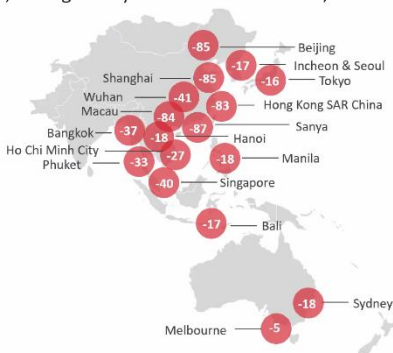 -85
Beijing
-17
Incheon & Seoul
Shanghai
-85
-16
Tokyo
Wuhan
-41
-83
Hong Kong SAR China
Macau
-84
-87
Sanya
Bangkok
-37
-18
Hanoi
Ho Chi Minh City
-27
-18
Manila
Phuket
-33
-40
Singapore
-17
Bali
-18
Sydney
Melbourne
-5